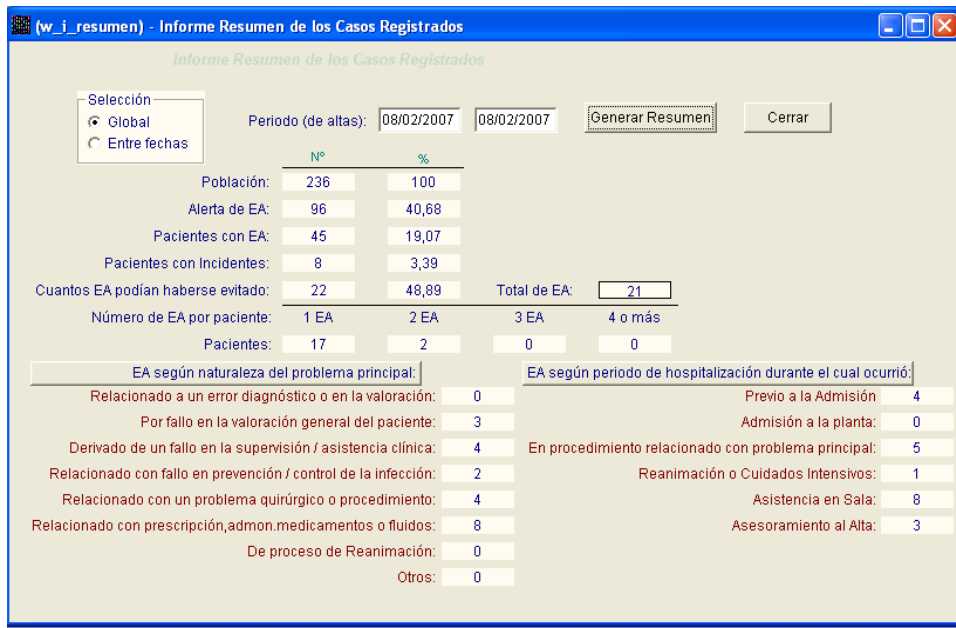 (w_i_resumen) - Informe Resumen de los Casos Registrados
Informe Resumen de los Casos Registrados
Selección
Global
Entre fechas
Periodo (de altas): 08/02/2007 08/02/2007 Generar Resumen Cerrar
Nº %
Población: 236 100
Alerta de EA: 96 40,68
Pacientes con EA: 45 19,07
Pacientes con Incidentes: 8 3,39
Cuantos EA podían haberse evitado: 22 48,89 Total de EA: 21
Número de EA por paciente: 1 EA 2 EA 3 EA 4 o más
Pacientes: 17 2 0 0
EA según naturaleza del problema principal: EA según periodo de hospitalización durante el cual ocurrió:
Relacionado a un error diagnóstico o en la valoración: 0 Previo a la Admisión 4
Por fallo en la valoración general del paciente: 3 Admisión a la planta: 0
Derivado de un fallo en la supervisión / asistencia clínica: 4 En procedimiento relacionado con problema principal: 5
Relacionado con fallo en prevención / control de la infección: 2 Reanimación o Cuidados Intensivos: 1
Relacionado con un problema quirúrgico o procedimiento: 4 Asistencia en Sala: 8
Relacionado con prescripción,admon.medicamentos o fluidos: 8 Asesoramiento al Alta: 3
De proceso de Reanimación: 0
Otros: 0